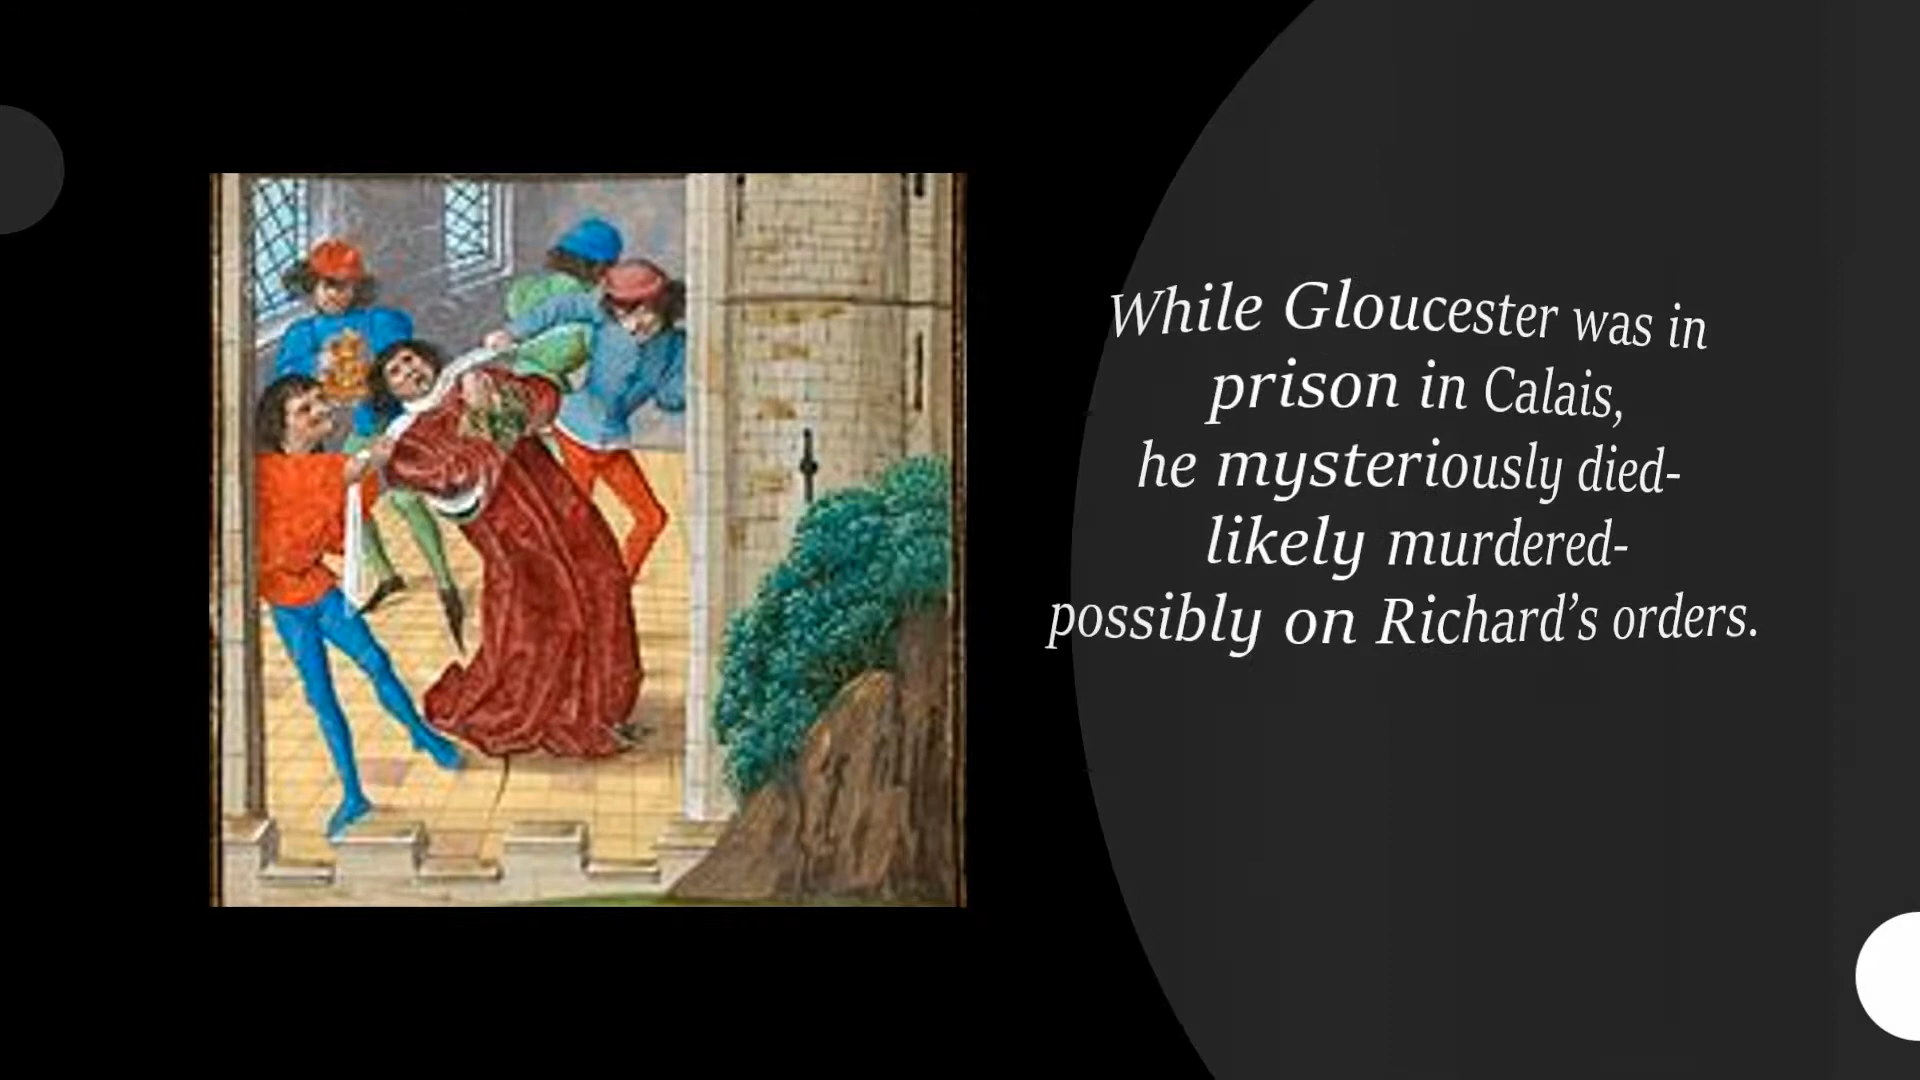 While Gloucester was in
prison in Calais,
he mysteriously died-
likely murdered-
possibly on Richard’s orders.